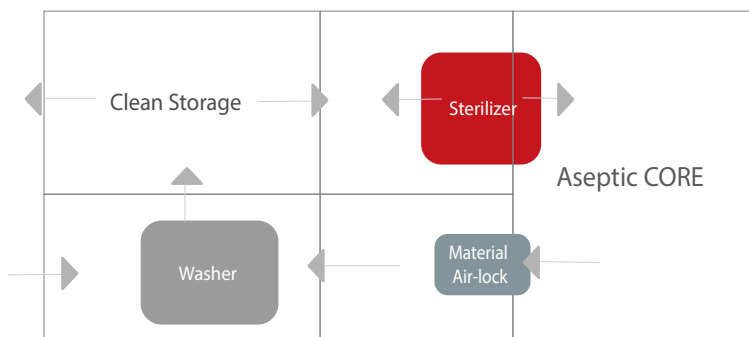 Clean Storage
Sterilizer
Aseptic CORE
Washer
Material
Air-lock